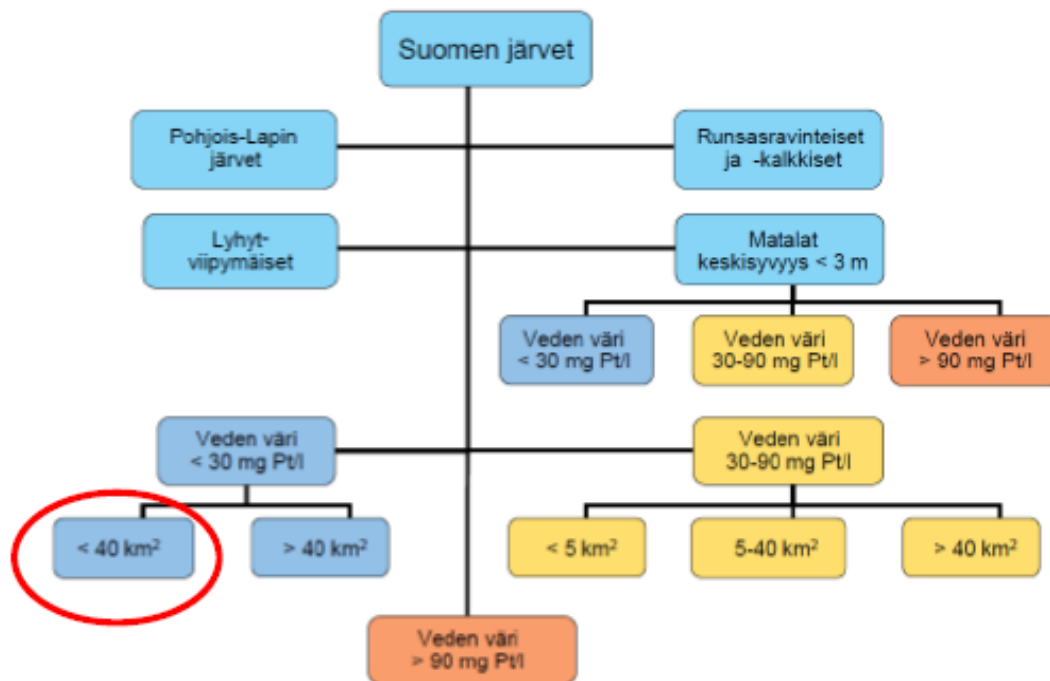 Suomen järvet
Pohjois-Lapin
järvet
Runsasravinteiset
ja -kalkkiset
Lyhyt-
viipymäiset
Matalat
keskisyvyys < 3 m
Veden väri
< 30 mg Pt/l
Veden väri
30-90 mg Pt/l
Veden väri
> 90 mg Pt/l
Veden väri
< 30 mg Pt/l
Veden väri
30-90 mg Pt/l
< 40 km²
> 40 km²
< 5 km²
5-40 km²
> 40 km²
Veden väri
> 90 mg Pt/l